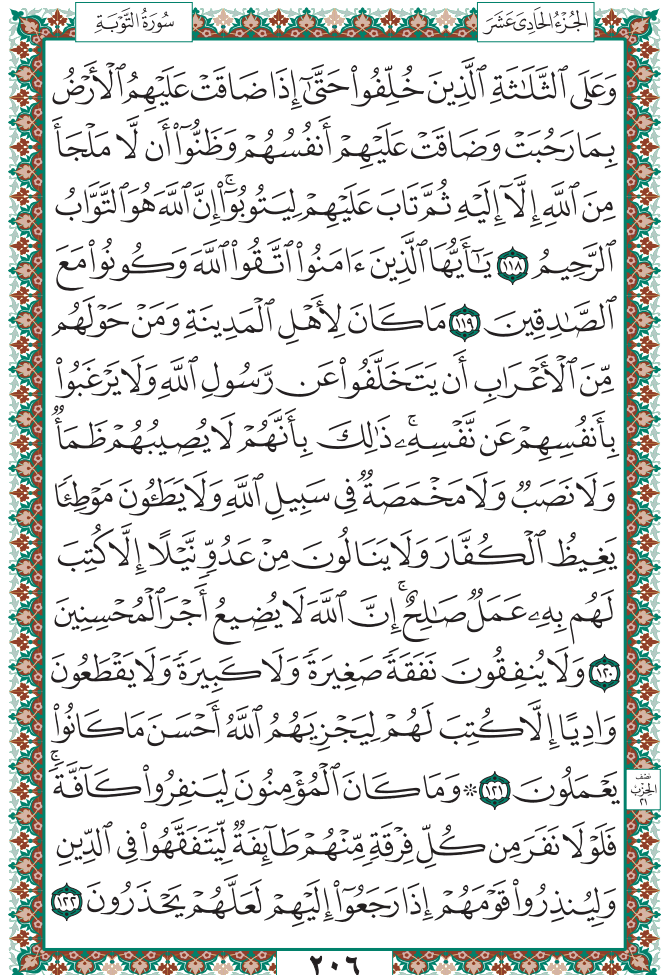 الجُزْءُ الحَادِىَ عَشَرَ
سُورَةُ التَّوْبَةِ
وَعَلَى ٱلثَّلَٰثَةِ ٱلَّذِينَ خُلِّفُوا۟ حَتَّىٰٓ إِذَا ضَاقَتْ عَلَيْهِمُ ٱلْأَرْضُ
بِمَا رَحُبَتْ وَضَاقَتْ عَلَيْهِمْ أَنفُسُهُمْ وَظَنُّوٓا۟ أَن لَّا مَلْجَأَ
مِنَ ٱللَّهِ إِلَّآ إِلَيْهِ ثُمَّ تَابَ عَلَيْهِمْ لِيَتُوبُوٓا۟ۚ إِنَّ ٱللَّهَ هُوَ ٱلتَّوَّابُ
ٱلرَّحِيمُ ١١٨ يَٰٓأَيُّهَا ٱلَّذِينَ ءَامَنُوا۟ ٱتَّقُوا۟ ٱللَّهَ وَكُونُوا۟ مَعَ
ٱلصَّٰدِقِينَ ١١٩ مَا كَانَ لِأَهْلِ ٱلْمَدِينَةِ وَمَنْ حَوْلَهُم
مِّنَ ٱلْأَعْرَابِ أَن يَتَخَلَّفُوا۟ عَن رَّسُولِ ٱللَّهِ وَلَا يَرْغَبُوا۟
بِأَنفُسِهِمْ عَن نَّفْسِهِۦۚ ذَٰلِكَ بِأَنَّهُمْ لَا يُصِيبُهُمْ ظَمَأٌ
وَلَا نَصَبٌ وَلَا مَخْمَصَةٌ فِى سَبِيلِ ٱللَّهِ وَلَا يَطَـُٔونَ مَوْطِئًا
يَغِيظُ ٱلْكُفَّارَ وَلَا يَنَالُونَ مِنْ عَدُوٍّ نَّيْلًا إِلَّا كُتِبَ
لَهُم بِهِۦ عَمَلٌ صَٰلِحٌۚ إِنَّ ٱللَّهَ لَا يُضِيعُ أَجْرَ ٱلْمُحْسِنِينَ
١٢٠ وَلَا يُنفِقُونَ نَفَقَةً صَغِيرَةً وَلَا كَبِيرَةً وَلَا يَقْطَعُونَ
وَادِيًا إِلَّا كُتِبَ لَهُمْ لِيَجْزِيَهُمُ ٱللَّهُ أَحْسَنَ مَا كَانُوا۟
يَعْمَلُونَ ١٢١ ۞ وَمَا كَانَ ٱلْمُؤْمِنُونَ لِيَنفِرُوا۟ كَآفَّةًۚ
نصف
الحِزْب
٢١
فَلَوْلَا نَفَرَ مِن كُلِّ فِرْقَةٍ مِّنْهُمْ طَآئِفَةٌ لِّيَتَفَقَّهُوا۟ فِى ٱلدِّينِ
وَلِيُنذِرُوا۟ قَوْمَهُمْ إِذَا رَجَعُوٓا۟ إِلَيْهِمْ لَعَلَّهُمْ يَحْذَرُونَ ١٢٢
٢٠٦